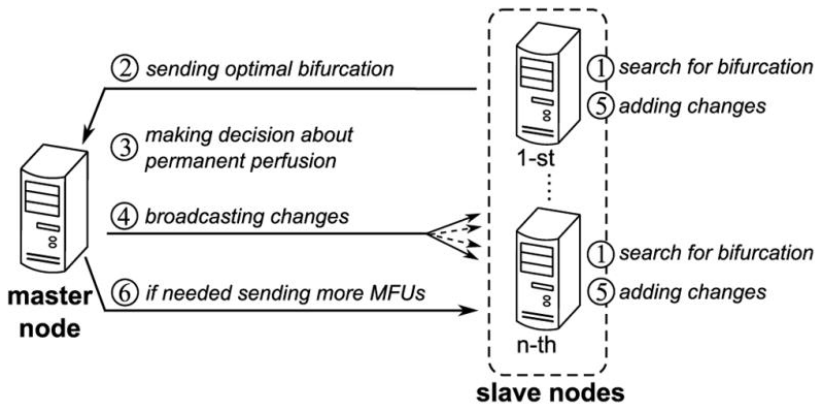 ② sending optimal bifurcation
① search for bifurcation
⑤ adding changes
③ making decision about
permanent perfusion
1-st
④ broadcasting changes
① search for bifurcation
⑥ if needed sending more MFUs
⑤ adding changes
master
node
n-th
slave nodes